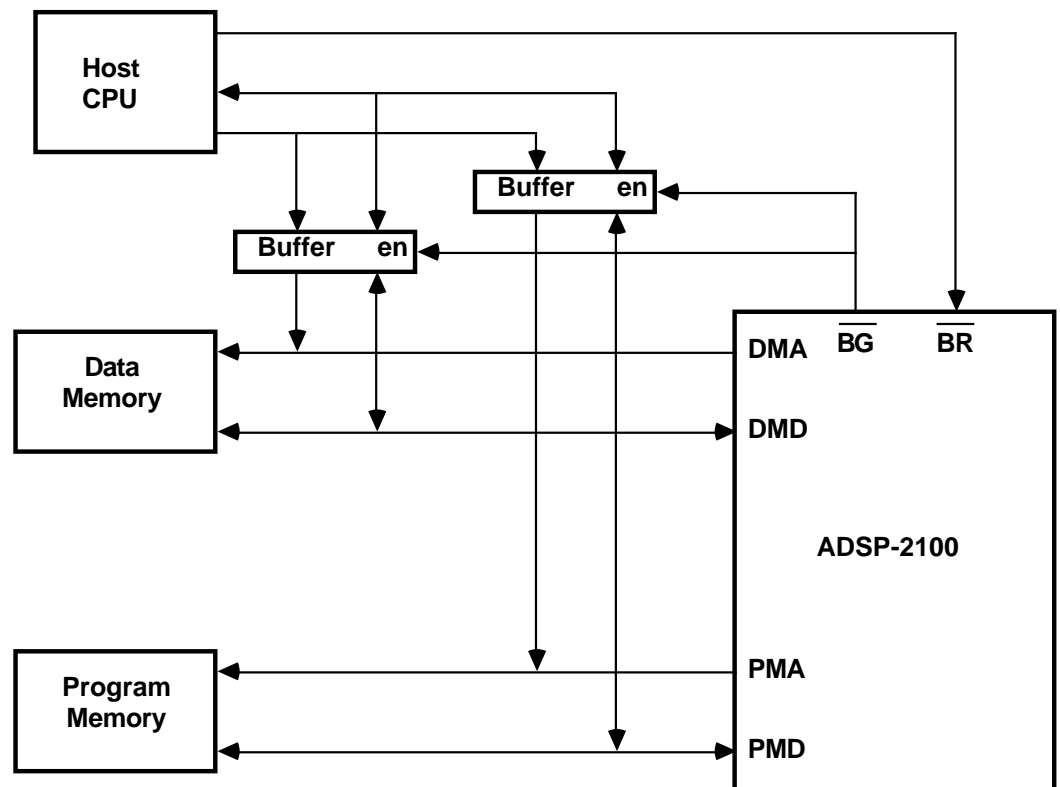 Host
CPU
Buffer en
Buffer en
DMA BG BR
Data
Memory
DMD
ADSP-2100
PMA
Program
Memory
PMD